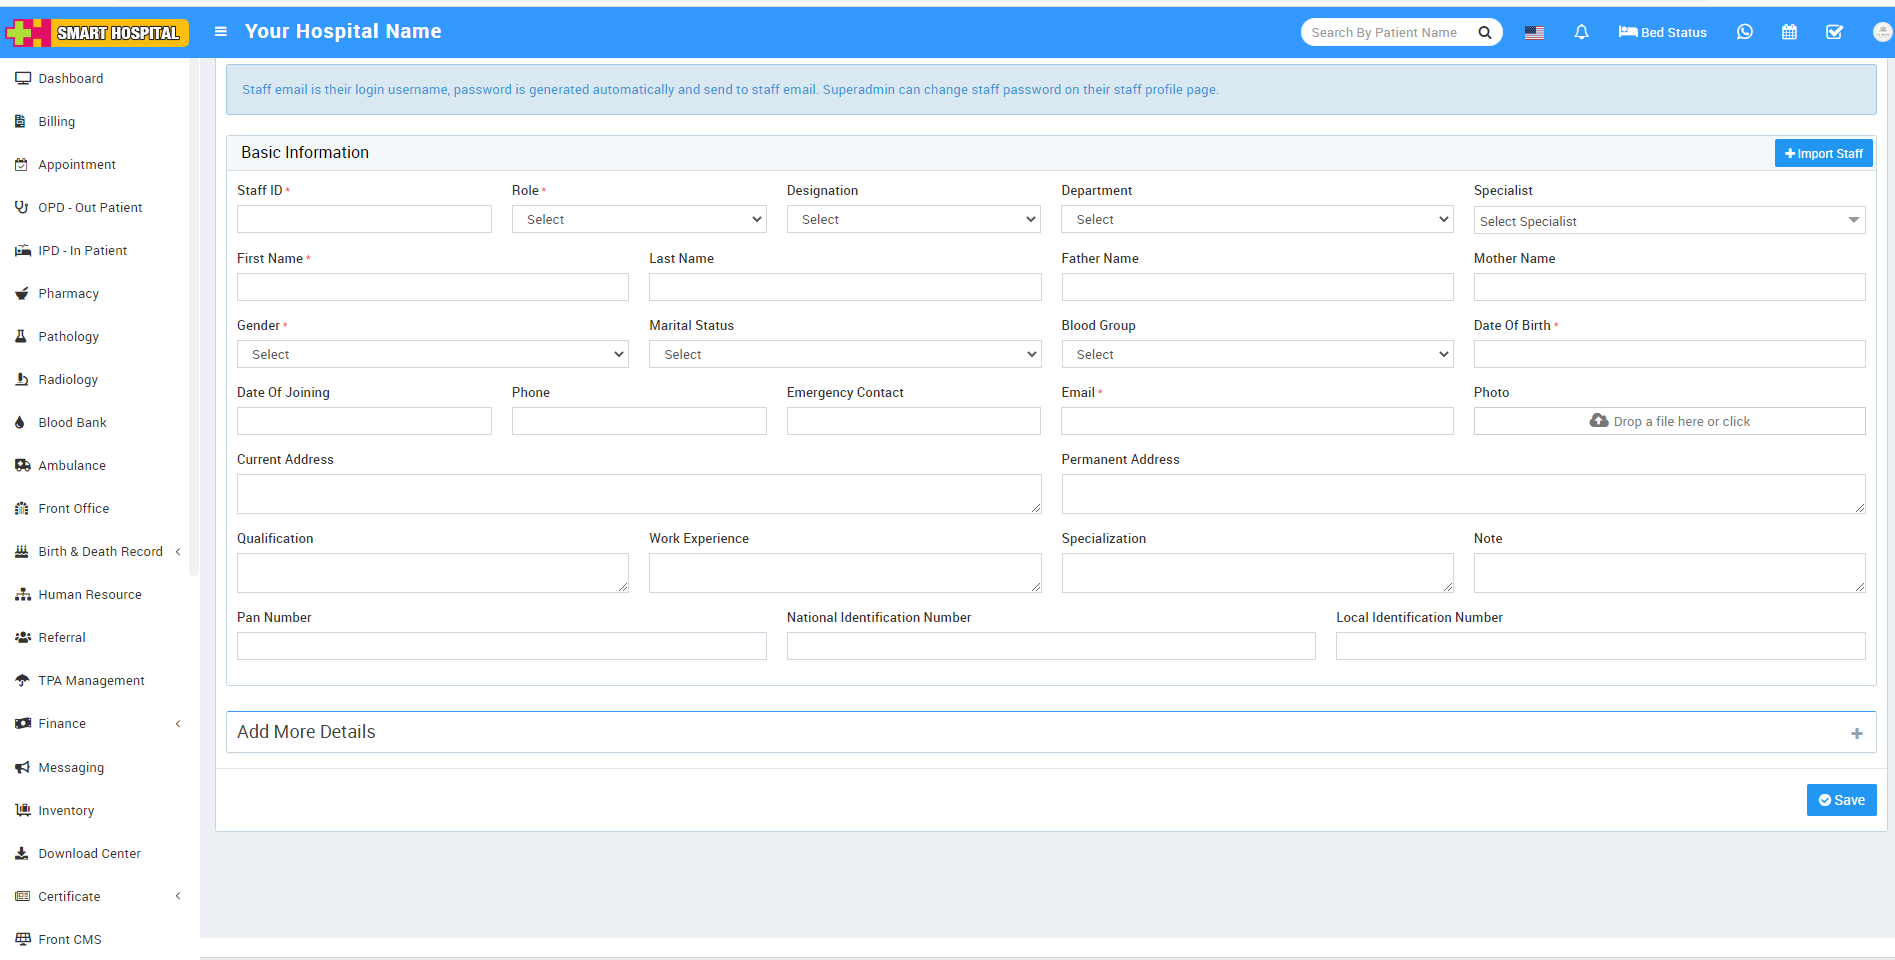 SMART HOSPITAL
Your Hospital Name
Search By Patient Name
Bed Status
Dashboard
Billing
Appointment
OPD - Out Patient
IPD - In Patient
Pharmacy
Pathology
Radiology
Blood Bank
Ambulance
Front Office
Birth & Death Record
Human Resource
Referral
TPA Management
Finance
Messaging
Inventory
Download Center
Certificate
Front CMS
Staff email is their login username, password is generated automatically and send to staff email. Superadmin can change staff password on their staff profile page.
Basic Information
Import Staff
Staff ID * Role * Designation Department Specialist
Select Select Select Select Specialist
First Name * Last Name Father Name Mother Name
Gender * Marital Status Blood Group Date Of Birth *
Select Select Select
Date Of Joining Phone Emergency Contact Email * Photo
Drop a file here or click
Current Address Permanent Address
Qualification Work Experience Specialization Note
Pan Number National Identification Number Local Identification Number
Add More Details
Save